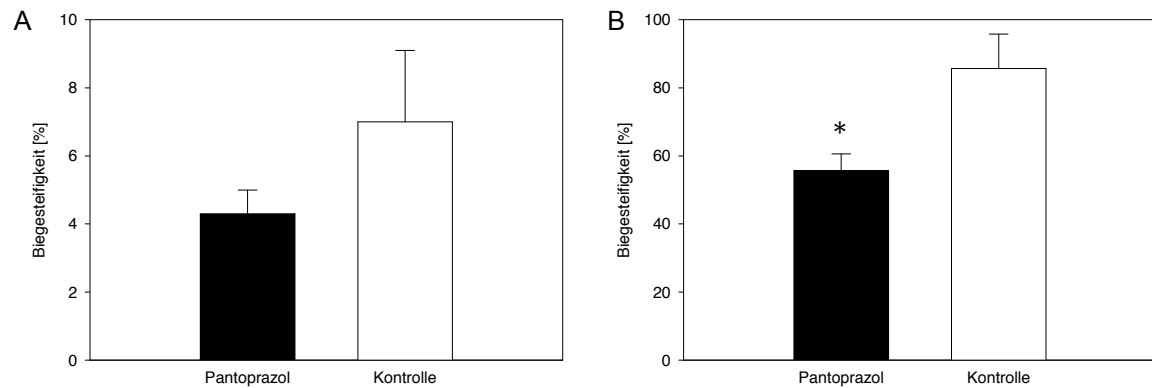 A
Biegesteifigkeit [%]
10
8
6
4
2
0
Pantoprazol
Kontrolle
B
Biegesteifigkeit [%]
100
80
60
40
20
0
*
Pantoprazol
Kontrolle